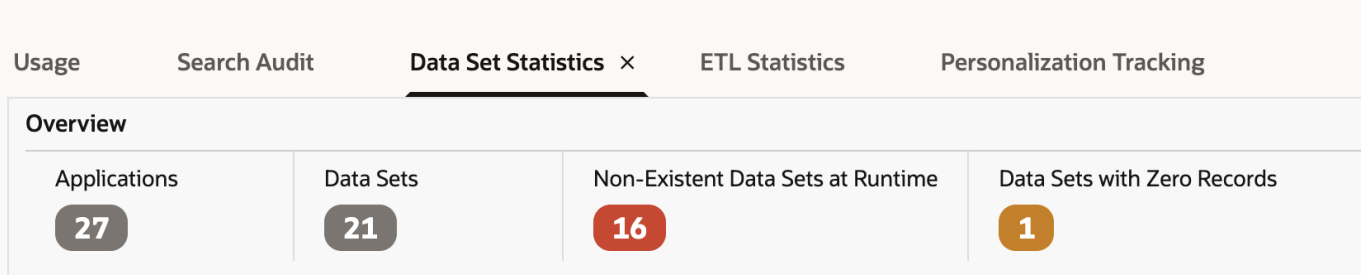 Usage Search Audit Data Set Statistics × ETL Statistics Personalization Tracking
Overview
Applications Data Sets Non-Existent Data Sets at Runtime Data Sets with Zero Records
27 21 16 1